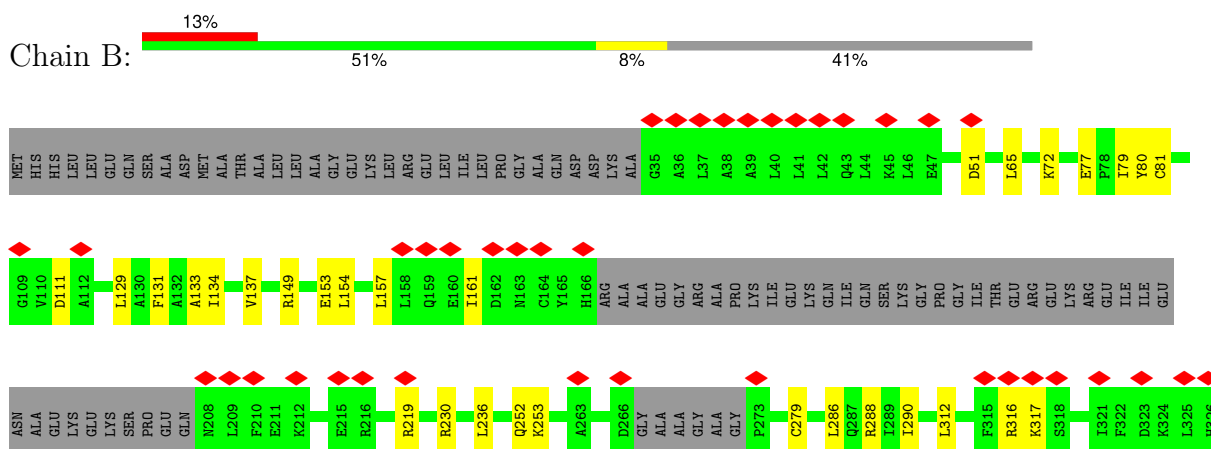 13%
Chain B:
51% 8% 41%
MET HIS HIS LEU LEU GLU GLN SER ALA ASP MET ALA THR ALA LEU LEU ALA GLY GLU LYS LEU ARG GLU LEU ILE LEU PRO GLY ALA GLN ASP ASP LYS ALA G35 A36 L37 A38 A39 L40 L41 L42 Q43 L44 K45 L46 E47 D51 L65 K72 E77 P78 I79 Y80 C81
G109 V110 D111 A112 L129 A130 F131 A132 A133 I134 V137 R149 E153 L154 L157 L158 Q159 E160 I161 D162 N163 C164 Y165 H166 ARG ALA ALA GLU GLY ARG ALA PRO LYS ILE GLU LYS GLN ILE GLN SER LYS GLY PRO GLY ILE THR GLU ARG GLU LYS ARG GLU ILE ILE GLU
ASN ALA GLU LYS GLU LYS SER PRO GLU GLN N208 L209 F210 E211 K212 E215 R216 R219 R230 L236 Q252 K253 A263 D266 GLY ALA ALA GLY ALA GLY P273 C279 L286 Q287 R288 I289 I290 L312 F315 R316 K317 S318 I321 F322 D323 K324 L325